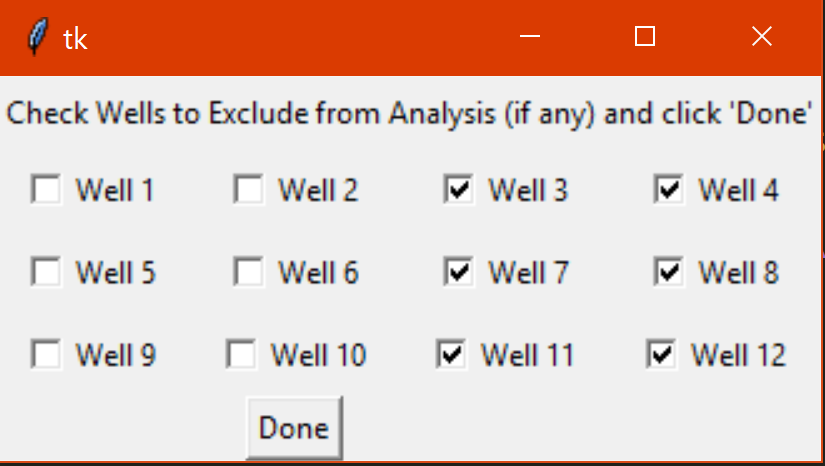 tk
Check Wells to Exclude from Analysis (if any) and click 'Done'
Well 1 Well 2 Well 3 Well 4
Well 5 Well 6 Well 7 Well 8
Well 9 Well 10 Well 11 Well 12
Done